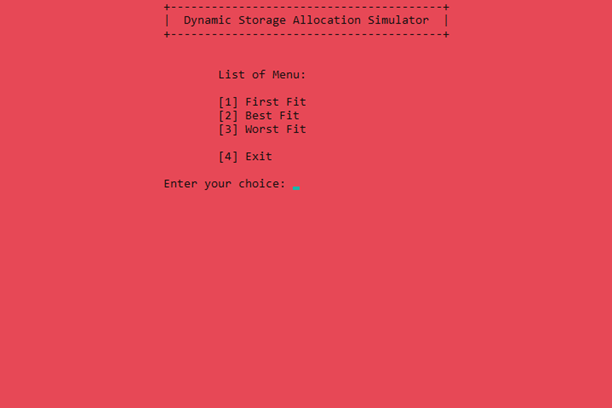 +----------------------------------------+
|  Dynamic Storage Allocation Simulator  |
+----------------------------------------+
List of Menu:
[1] First Fit
[2] Best Fit
[3] Worst Fit
[4] Exit
Enter your choice: _